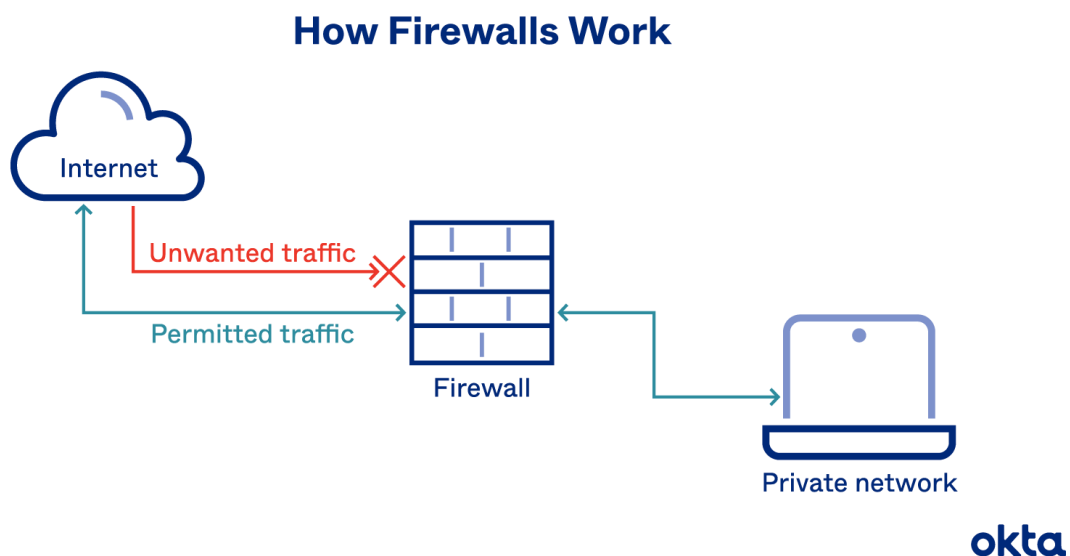 How Firewalls Work
Internet
Unwanted traffic
Permitted traffic
Firewall
Private network
okta